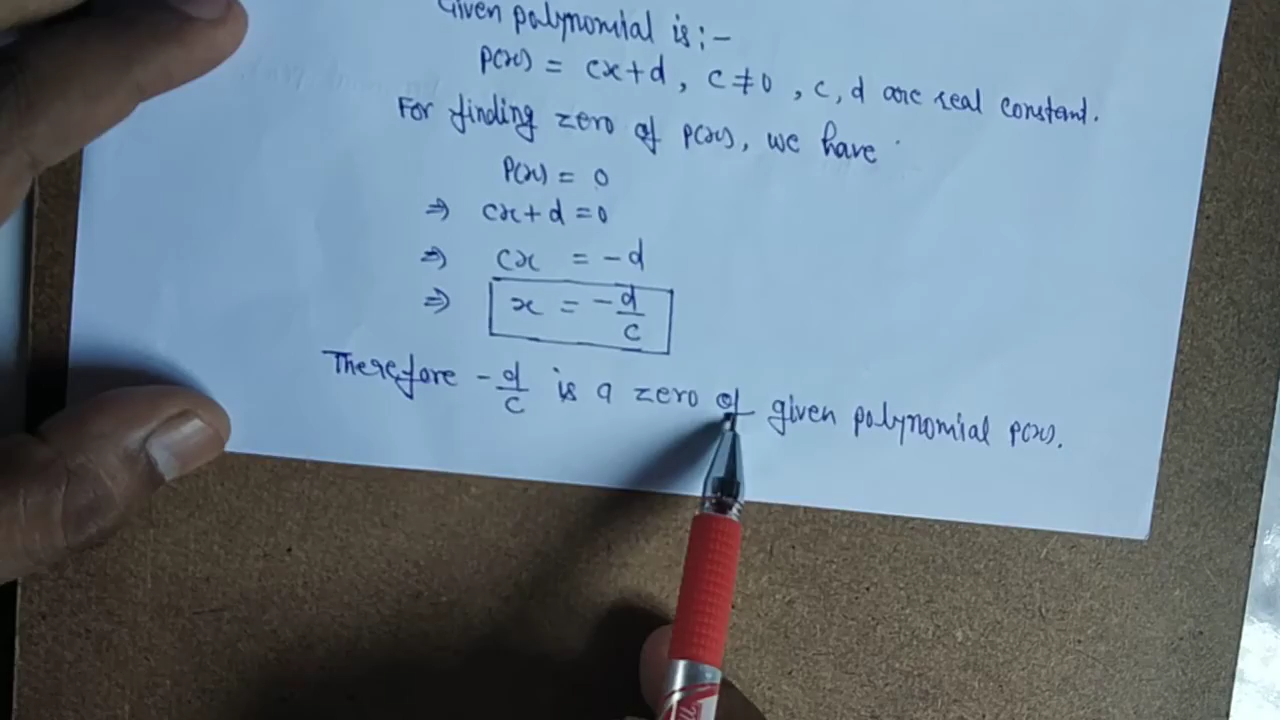 Given polynomial is:-
p(x) = cx+d, c≠0, c, d are real constant.
For finding zero of p(x), we have
p(x) = 0
⇒ cx+d =0
⇒ cx = -d
⇒ x = -d/c
Therefore -d/c is a zero of given polynomial p(x).